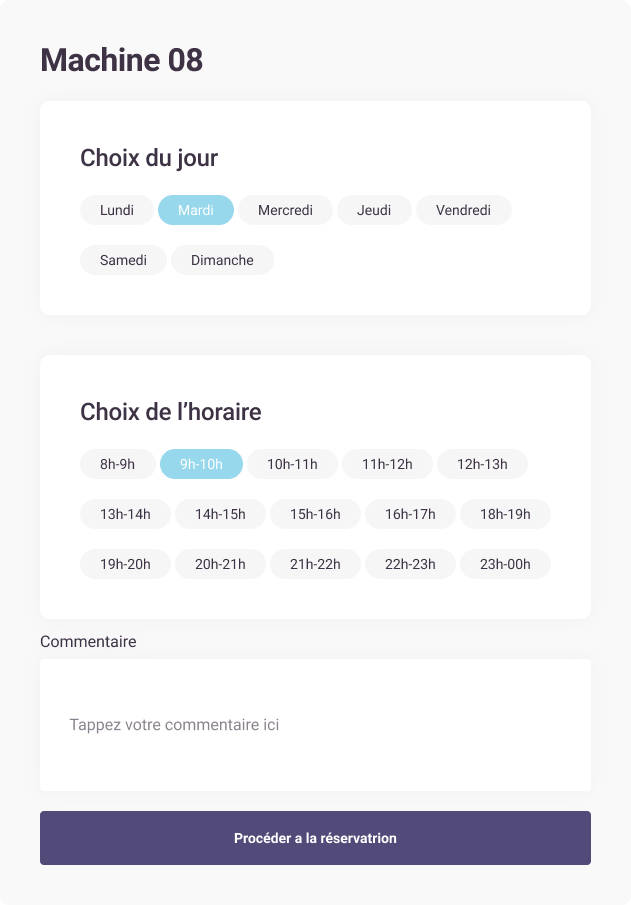 Machine 08
Choix du jour
Lundi Mardi Mercredi Jeudi Vendredi
Samedi Dimanche
Choix de l’horaire
8h-9h 9h-10h 10h-11h 11h-12h 12h-13h
13h-14h 14h-15h 15h-16h 16h-17h 18h-19h
19h-20h 20h-21h 21h-22h 22h-23h 23h-00h
Commentaire
Tappez votre commentaire ici
Procéder a la réservatrion